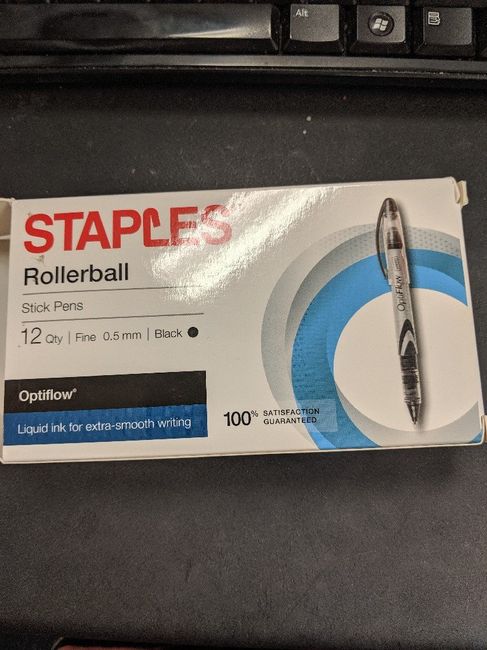 Alt
STAPLES
Rollerball
Stick Pens
12 Qty | Fine 0.5 mm | Black
Optiflow®
Liquid ink for extra-smooth writing
100% SATISFACTION
GUARANTEED
OptiFlow